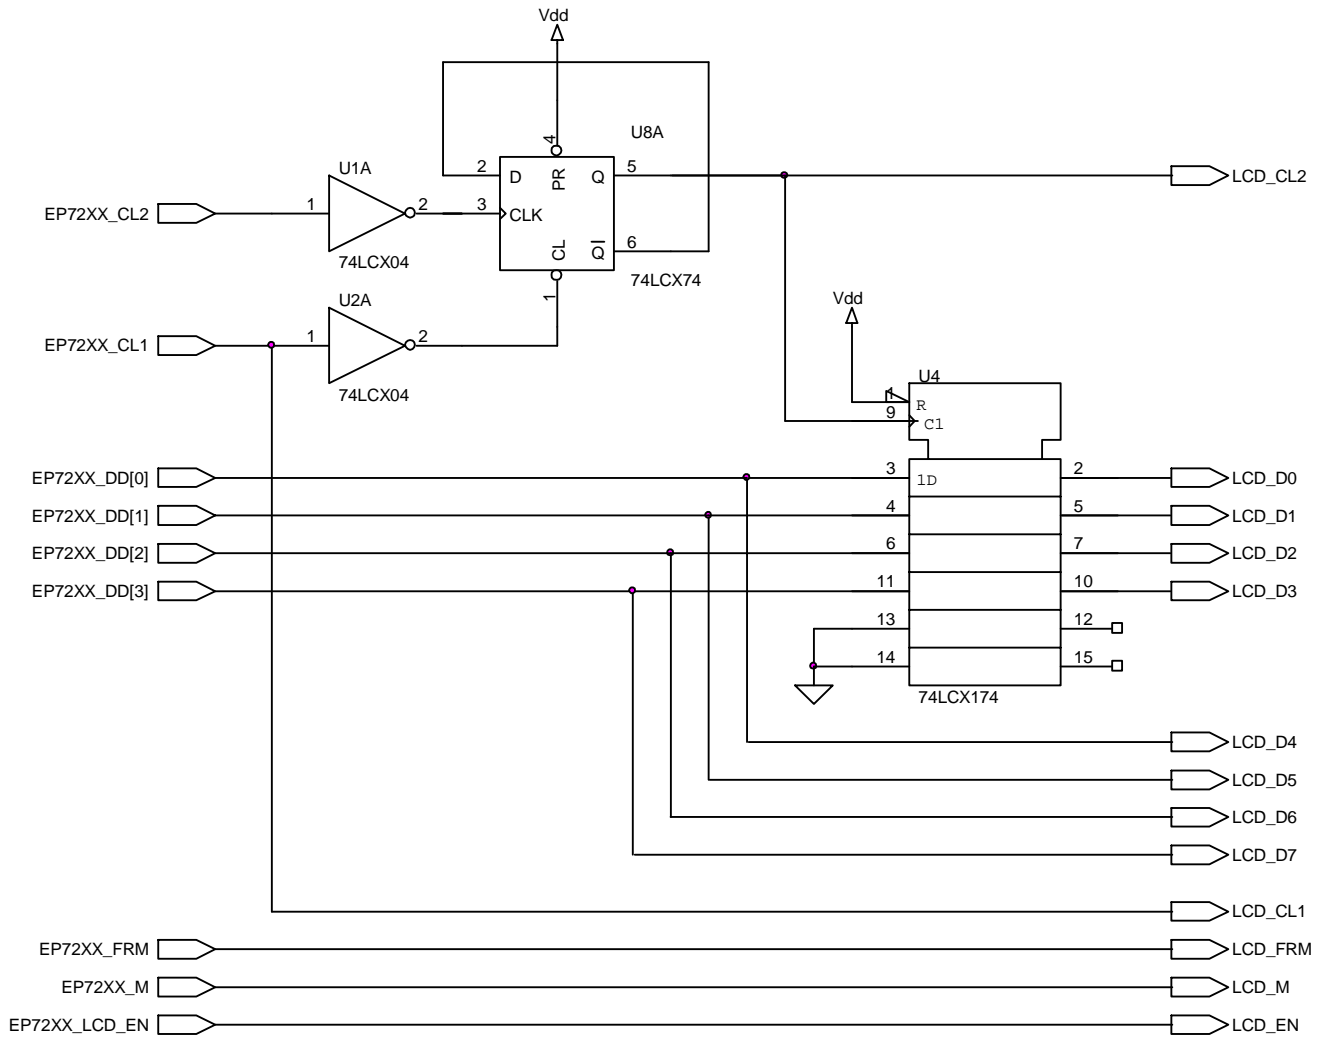 Vdd
U8A
4
U1A
2 D PR Q 5
EP72XX_CL2 1 2 3 CLK
LCD_CL2
CL Q 6
74LCX04
74LCX74
1
U2A
Vdd
EP72XX_CL1 1 2
74LCX04
U4
1 R
9 C1
EP72XX_DD[0] 3 1D 2 LCD_D0
EP72XX_DD[1] 4 5 LCD_D1
EP72XX_DD[2] 6 7 LCD_D2
EP72XX_DD[3] 11 10 LCD_D3
13 12
14 15
74LCX174
LCD_D4
LCD_D5
LCD_D6
LCD_D7
LCD_CL1
EP72XX_FRM LCD_FRM
EP72XX_M LCD_M
EP72XX_LCD_EN LCD_EN